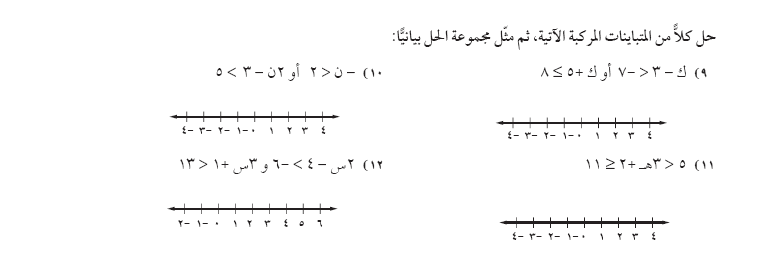 حل كلاًّ من المتباينات المركبة الآتية، ثم مثّل مجموعة الحل بيانيًّا:
٩) ك – ٣ < –٧ أو ك + ٥ ≥ ٨
١٠) – ن < ٢ أو ٢ن – ٣ > ٥
–٤ –٣ –٢ –١ ٠ ١ ٢ ٣ ٤
–٤ –٣ –٢ –١ ٠ ١ ٢ ٣ ٤
١١) ٥ < ٣هـ + ٢ ≤ ١١
١٢) ٢س – ٤ > –٦ و ٣س + ١ < ١٣
–٤ –٣ –٢ –١ ٠ ١ ٢ ٣ ٤
–٢ –١ ٠ ١ ٢ ٣ ٤ ٥ ٦